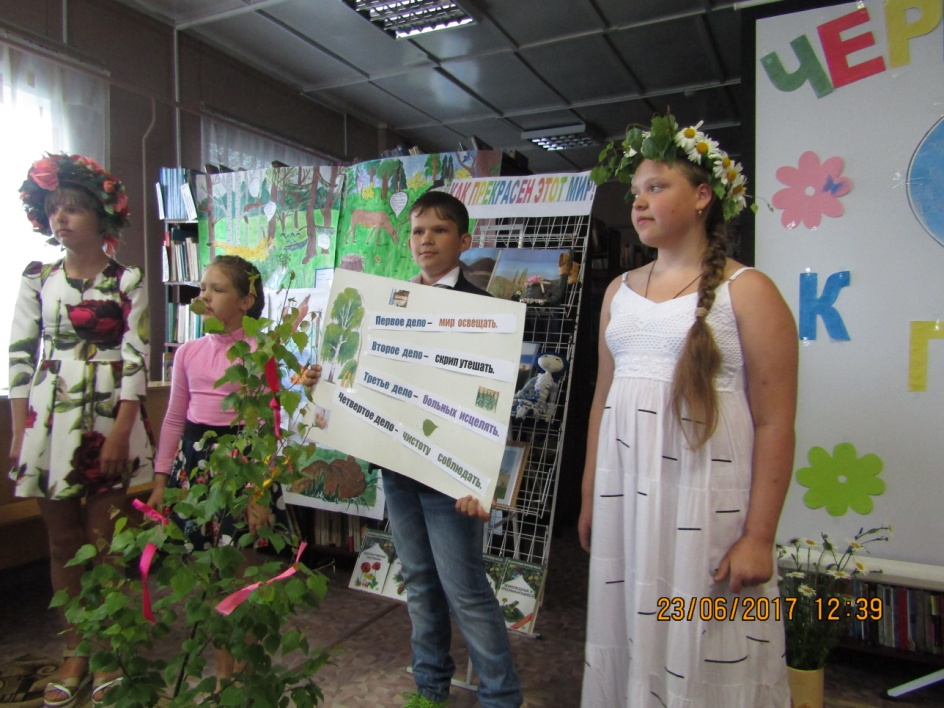 ЧЕР
КАК ПРЕКРАСЕН ЭТОТ МИР
К
Г
Первое дело – мир освещать.
Второе дело – скрип утешать.
Третье дело – больных исцелять.
Четвертое дело – чистоту соблюдать.
23/06/2017 12:39